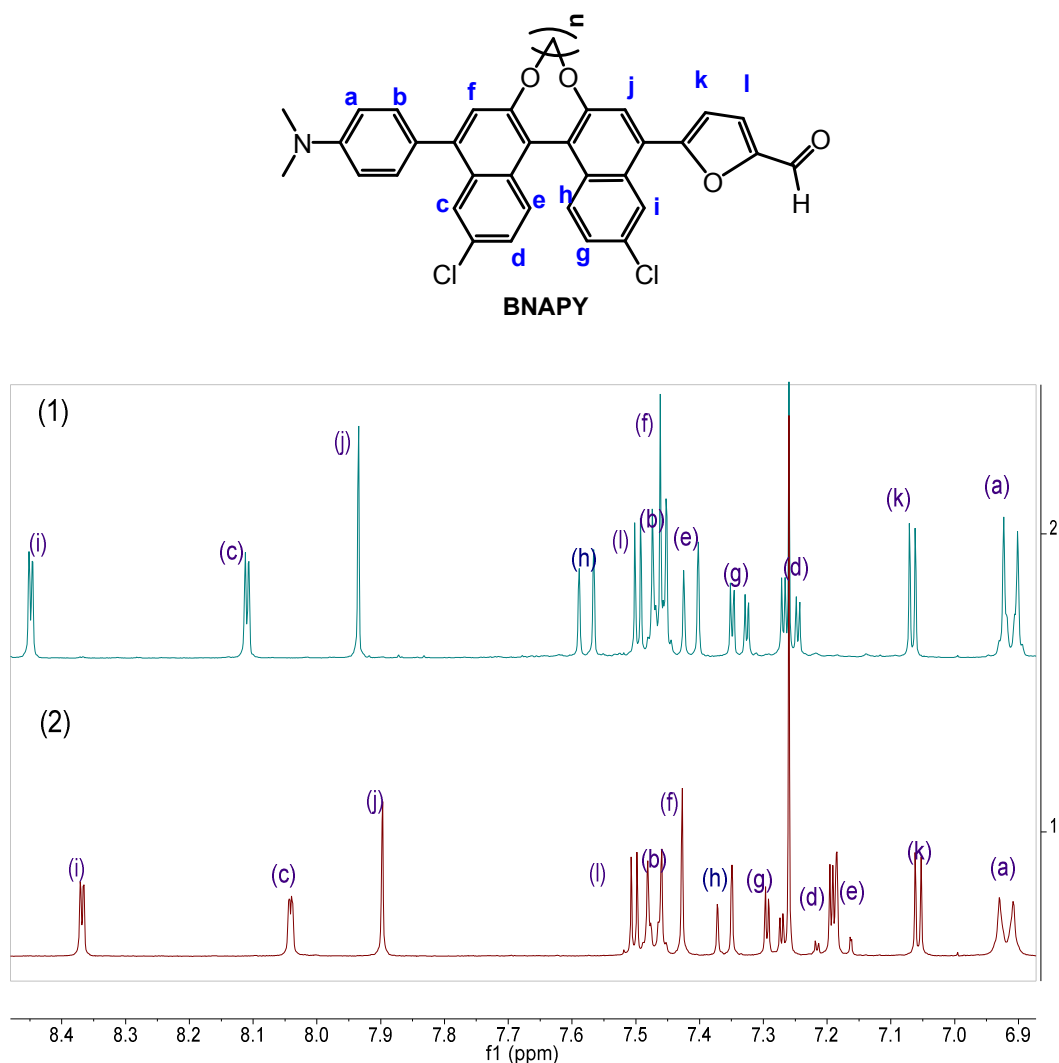 n
O O
a b f j k l
N
O
O
H
c e h i
d g
Cl Cl
BNAPY
(1)
(i) (c) (j) (h) (l) (b) (f) (e) (g) (d) (k) (a)
2
(2)
(i) (c) (j) (l) (b) (f) (h) (g) (d) (e) (k) (a)
1
8.4 8.3 8.2 8.1 8.0 7.9 7.8 7.7 7.6 7.5 7.4 7.3 7.2 7.1 7.0 6.9
f1 (ppm)